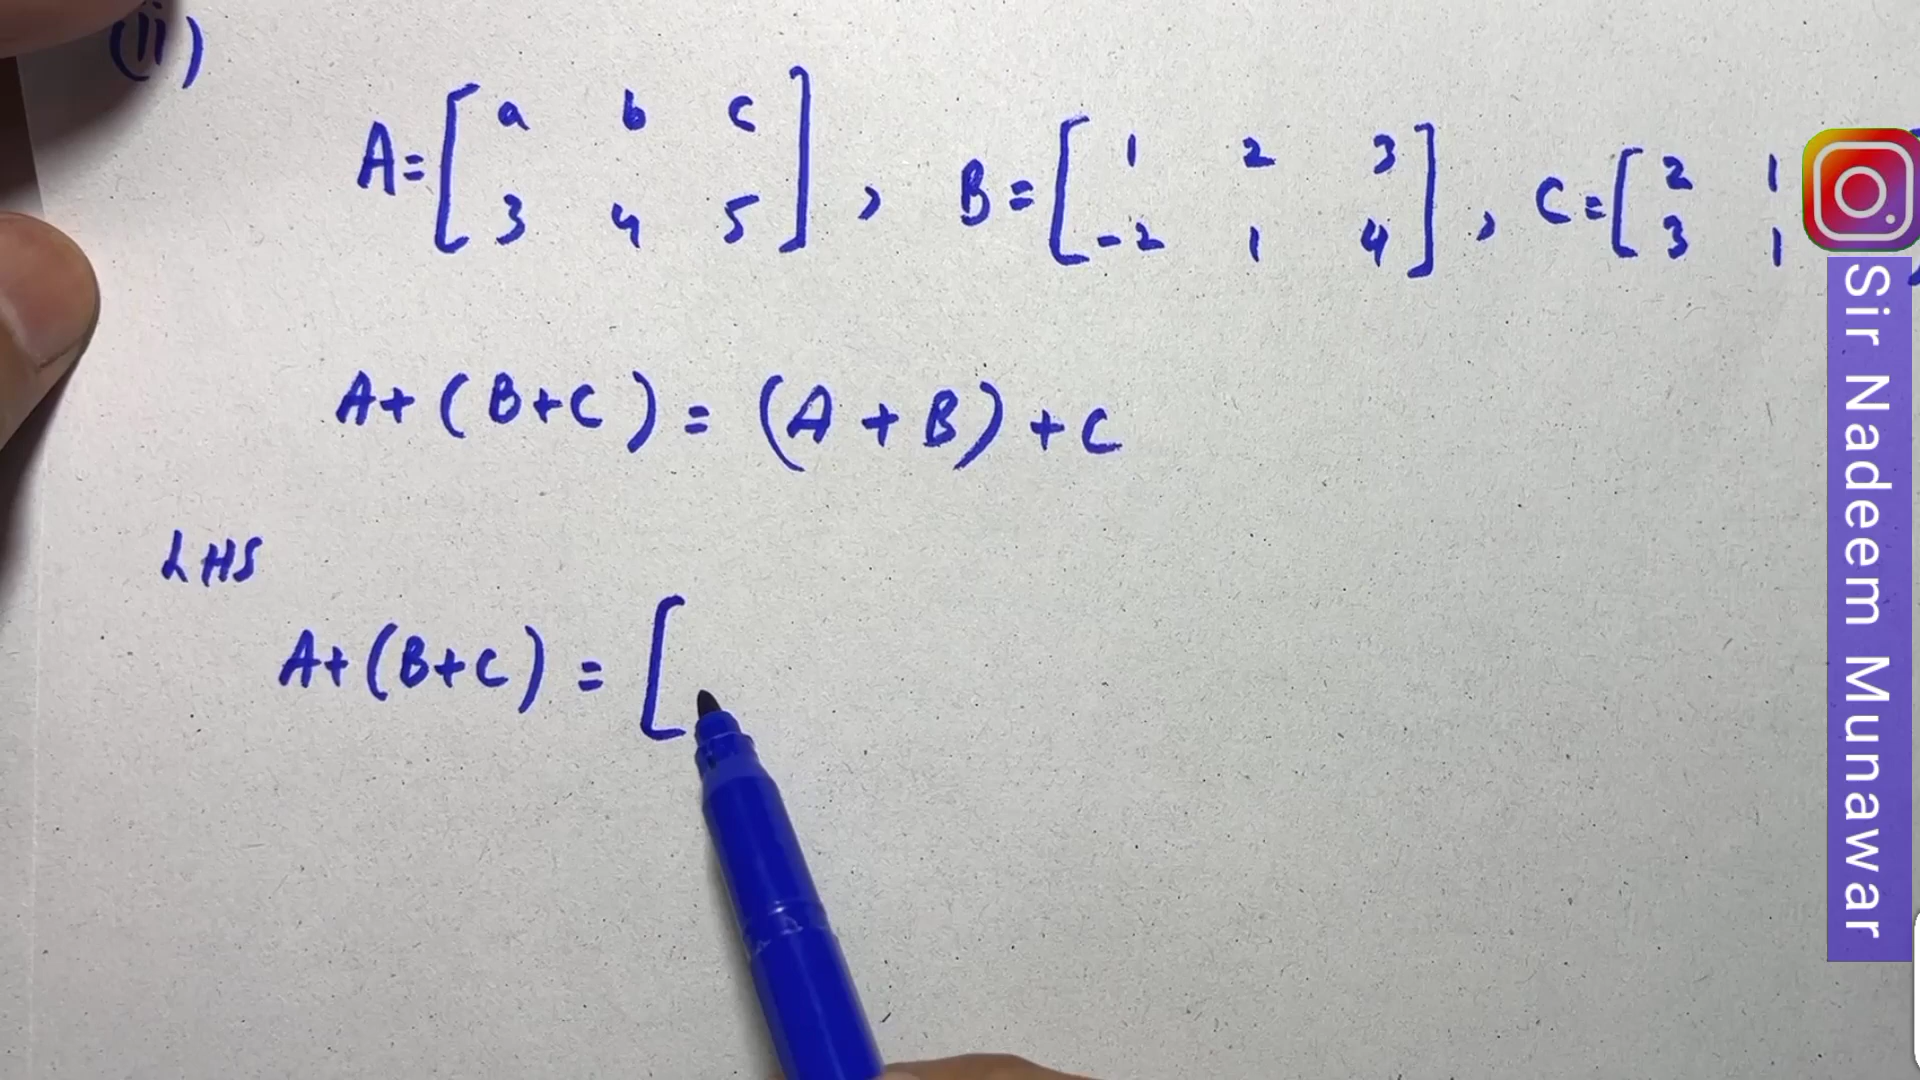 (ii)
A = [ a b c
3 4 5 ] , B = [ 1 2 3
-2 1 4 ] , C = [ 2 1
3 1
A + (B+C) = (A + B) + C
LHS
A + (B+C) = [
Sir Nadeem Munawar